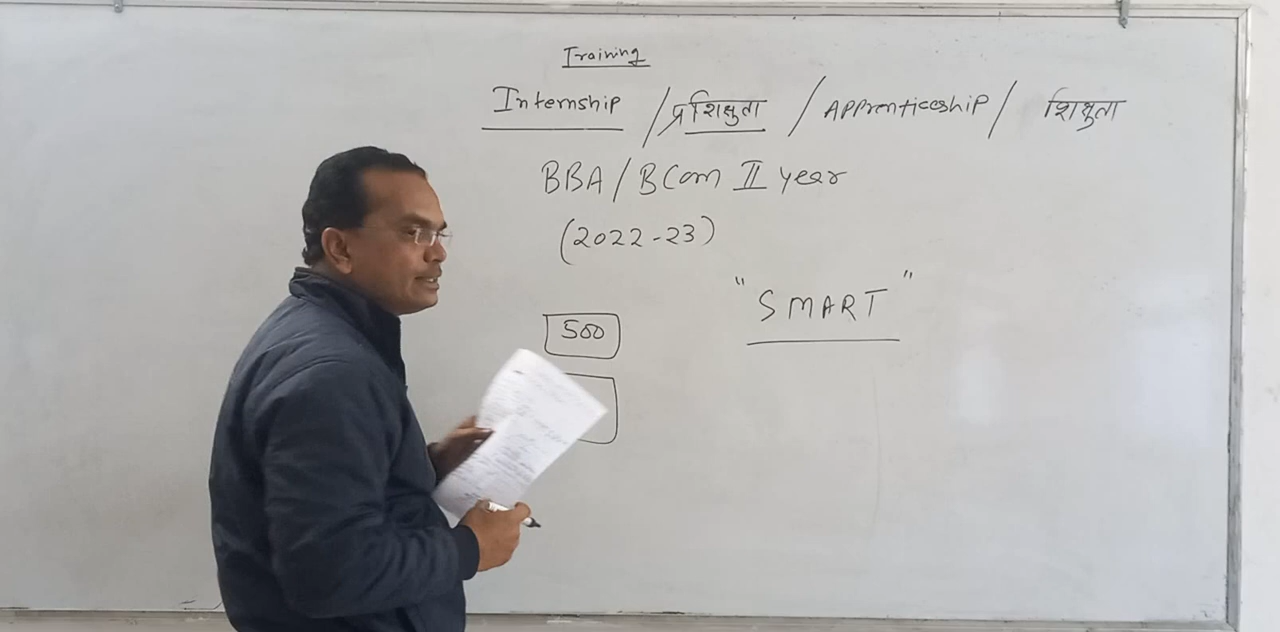 Training
Internship / प्रशिक्षुता / Apprenticeship / शिक्षुता
BBA / BCom II year
(2022-23)
"SMART"
500